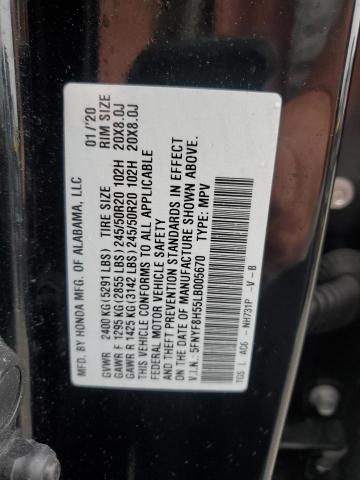 MFD. BY HONDA MFG. OF ALABAMA, LLC 01/'20
GVWR 2400 KG (5291 LBS) TIRE SIZE RIM SIZE
GAWR F 1295 KG (2855 LBS) 245/50R20 102H 20X8.0J
GAWR R 1425 KG (3142 LBS) 245/50R20 102H 20X8.0J
THIS VEHICLE CONFORMS TO ALL APPLICABLE
FEDERAL MOTOR VEHICLE SAFETY
AND THEFT PREVENTION STANDARDS IN EFFECT
ON THE DATE OF MANUFACTURE SHOWN ABOVE.
V.I.N.: 5FNYF8H55LB005670 TYPE: MPV
TGS L AC6 -NH731P -V -B